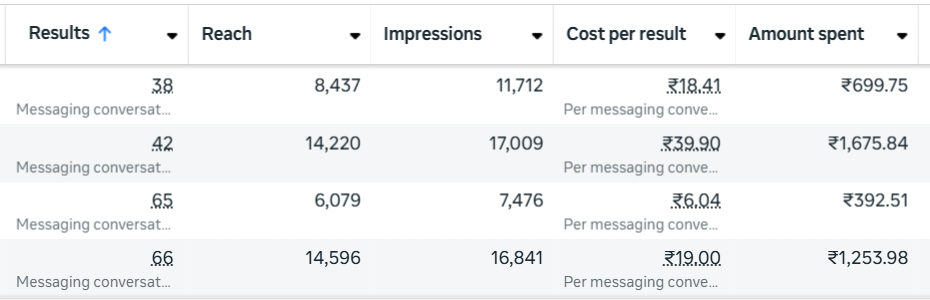 Results ↑ Reach Impressions Cost per result Amount spent
38 8,437 11,712 ₹18.41 ₹699.75
Messaging conversat... Per messaging conve...
42 14,220 17,009 ₹39.90 ₹1,675.84
Messaging conversat... Per messaging conve...
65 6,079 7,476 ₹6.04 ₹392.51
Messaging conversat... Per messaging conve...
66 14,596 16,841 ₹19.00 ₹1,253.98
Messaging conversat... Per messaging conve...